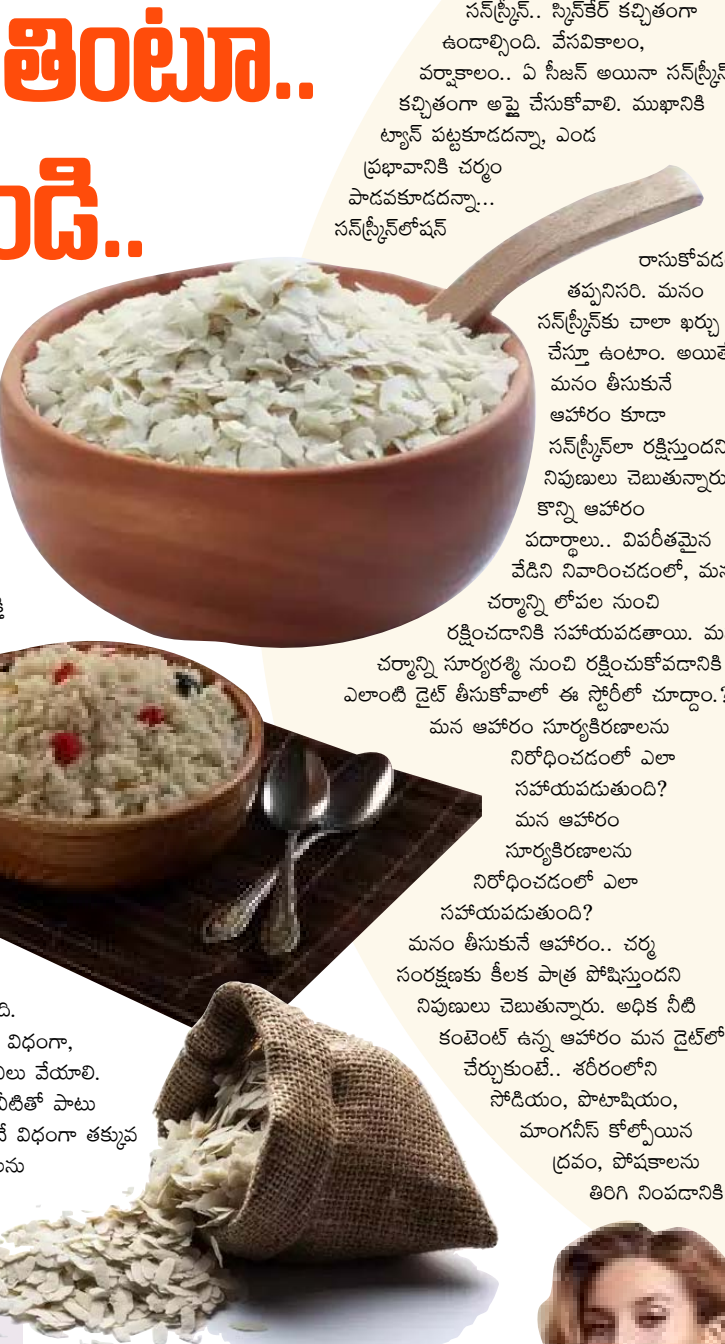 తింటూ..
డి..
సన్‌స్క్రీన్.. స్కిన్‌కేర్ కచ్చితంగా
ఉండాల్సింది. వేసవికాలం,
వర్షాకాలం.. ఏ సీజన్ అయినా సన్‌స్క్రీన్
కచ్చితంగా అప్లై చేసుకోవాలి. ముఖానికి
ట్యాన్ పట్టకూడదన్నా, ఎండ
ప్రభావానికి చర్మం
పాడవకూడదన్నా...
సన్‌స్క్రీన్‌లోషన్
రాసుకోవడ
తప్పనిసరి. మనం
సన్‌స్క్రీన్‌కు చాలా ఖర్చు
చేస్తూ ఉంటాం. అయితే
మనం తీసుకునే
ఆహారం కూడా
సన్‌స్క్రీన్‌లా రక్షిస్తుందని
నిపుణులు చెబుతున్నారు
కొన్ని ఆహారం
పదార్థాలు.. విపరీతమైన
వేడిని నివారించడంలో, మన
చర్మాన్ని లోపల నుంచి
రక్షించడానికి సహాయపడతాయి. మ
చర్మాన్ని సూర్యరశ్మి నుంచి రక్షించుకోవడానికి
ఎలాంటి డైట్ తీసుకోవాలో ఈ స్టోరీలో చూద్దాం.?
మన ఆహారం సూర్యకిరణాలను
నిరోధించడంలో ఎలా
సహాయపడుతుంది?
మన ఆహారం
సూర్యకిరణాలను
నిరోధించడంలో ఎలా
సహాయపడుతుంది?
మనం తీసుకునే ఆహారం.. చర్మ
సంరక్షణకు కీలక పాత్ర పోషిస్తుందని
నిపుణులు చెబుతున్నారు. అధిక నీటి
కంటెంట్ ఉన్న ఆహారం మన డైట్‌లో
చేర్చుకుంటే.. శరీరంలోని
సోడియం, పొటాషియం,
మాంగనీస్ కోల్పోయిన
ద్రవం, పోషకాలను
తిరిగి నింపడానికి
ది.
విధంగా,
లు వేయాలి.
నీటితో పాటు
నే విధంగా తక్కువ
లను